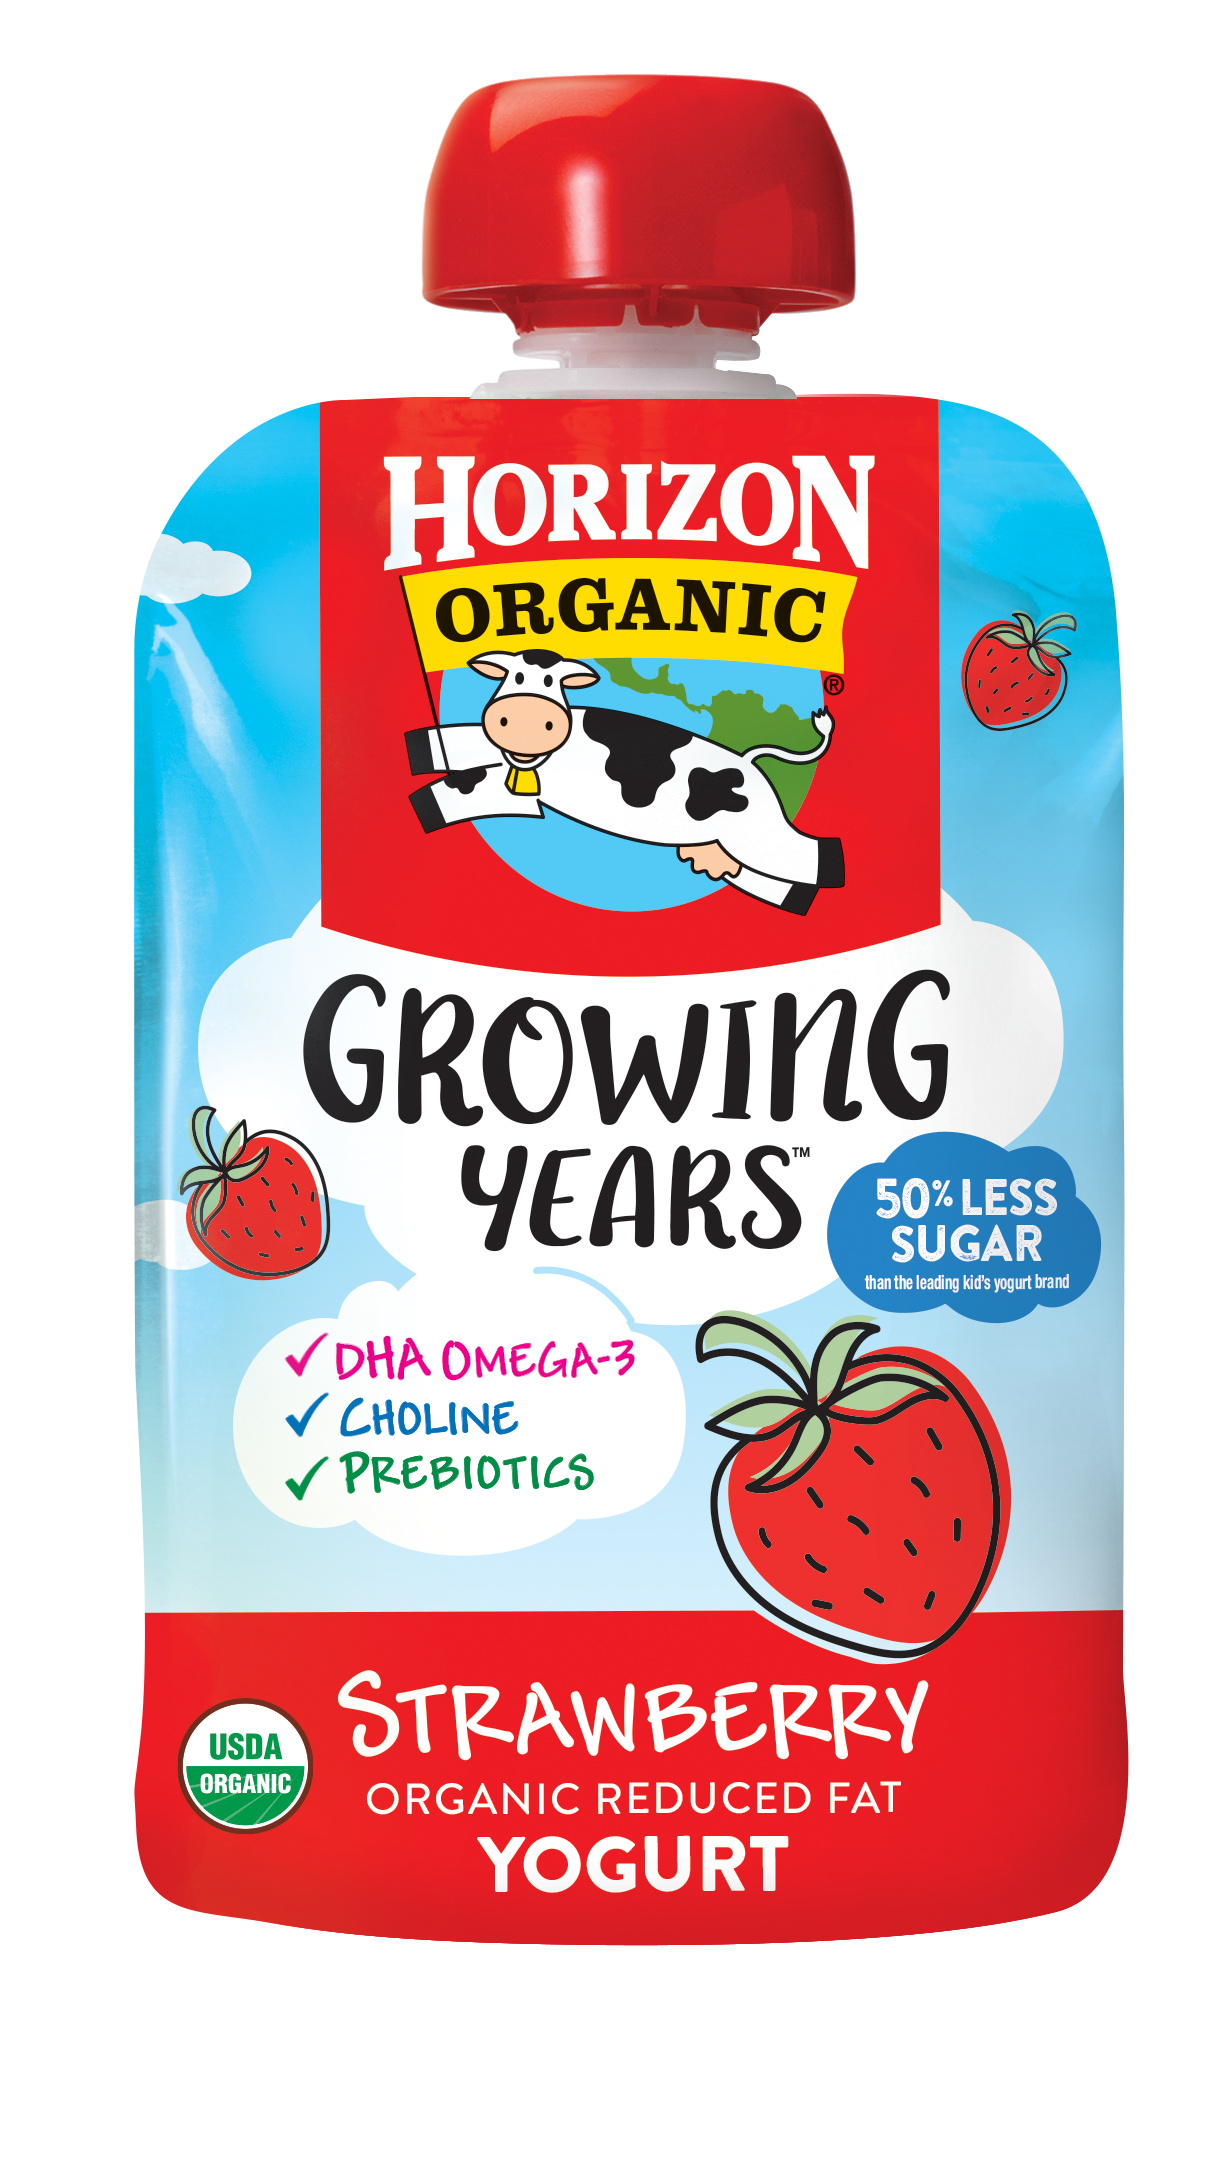 HORIZON
ORGANIC
®
GROWING
YEARS™
50% LESS
SUGAR
than the leading kid's yogurt brand
✓ DHA OMEGA-3
✓ CHOLINE
✓ PREBIOTICS
STRAWBERRY
USDA
ORGANIC
ORGANIC REDUCED FAT
YOGURT